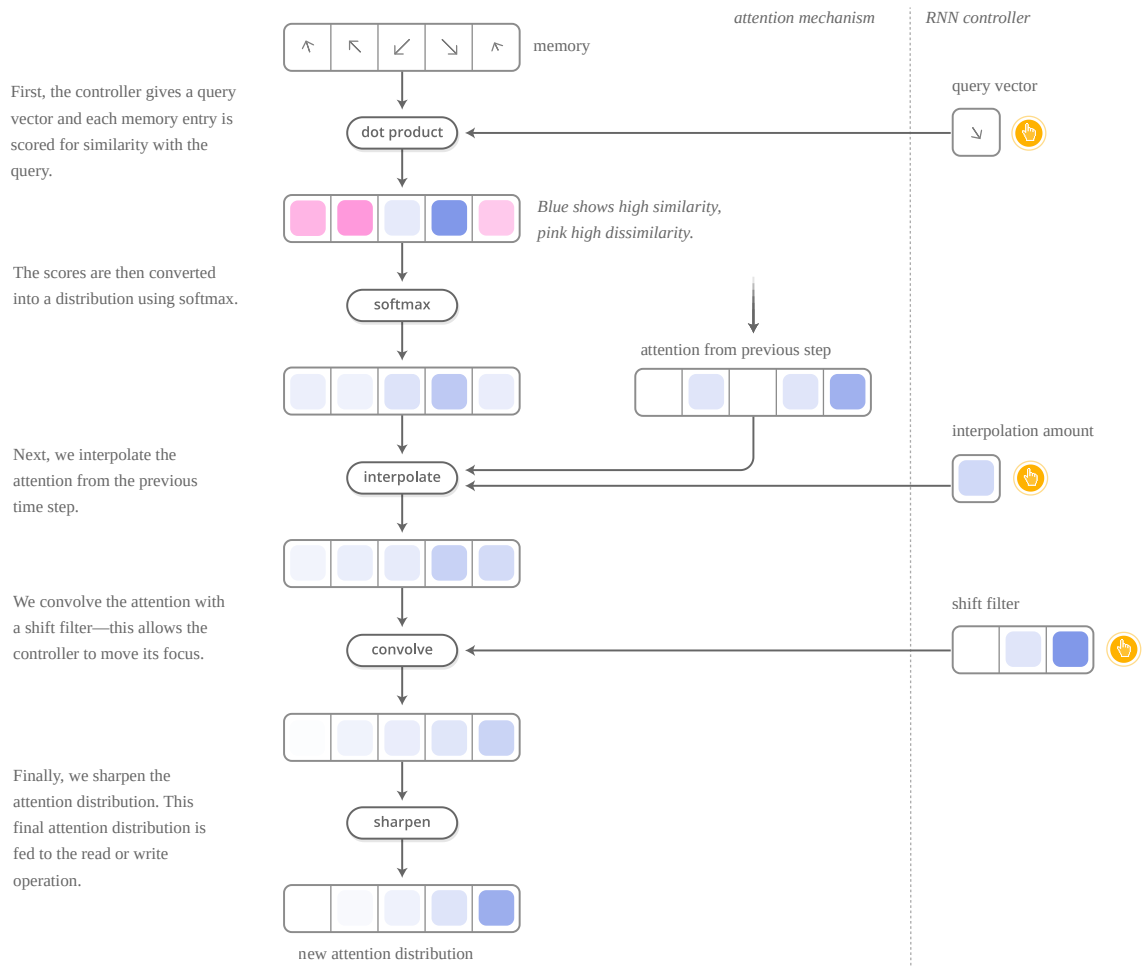 attention mechanism
RNN controller
memory
query vector
First, the controller gives a query
vector and each memory entry is
scored for similarity with the
query.
dot product
Blue shows high similarity,
pink high dissimilarity.
The scores are then converted
into a distribution using softmax.
softmax
attention from previous step
interpolation amount
Next, we interpolate the
attention from the previous
time step.
interpolate
We convolve the attention with
a shift filter—this allows the
controller to move its focus.
shift filter
convolve
Finally, we sharpen the
attention distribution. This
final attention distribution is
fed to the read or write
operation.
sharpen
new attention distribution